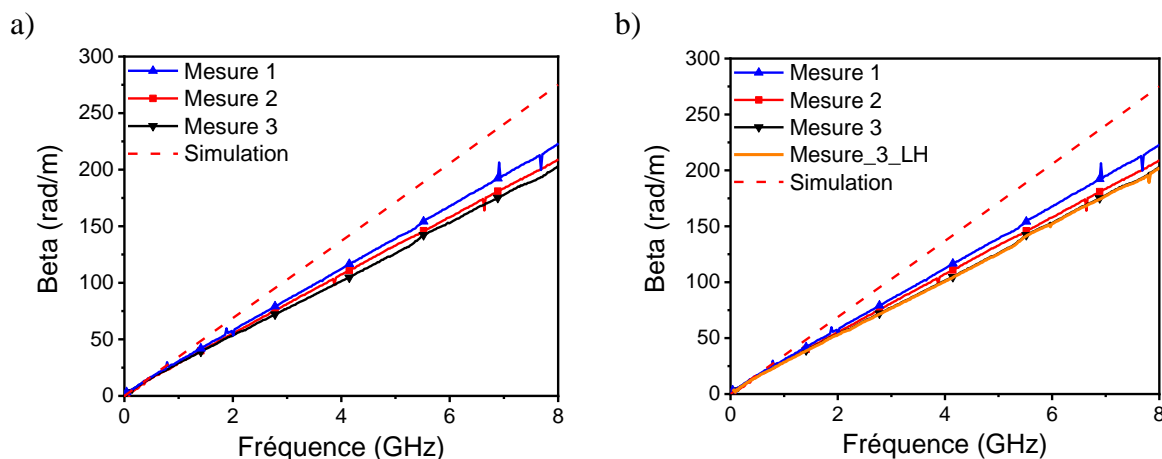 a)
300
250
200
150
100
50
0
Beta (rad/m)
Mesure 1
Mesure 2
Mesure 3
Simulation
0 2 4 6 8
Fréquence (GHz)
b)
300
250
200
150
100
50
0
Beta (rad/m)
Mesure 1
Mesure 2
Mesure 3
Mesure_3_LH
Simulation
0 2 4 6 8
Fréquence (GHz)